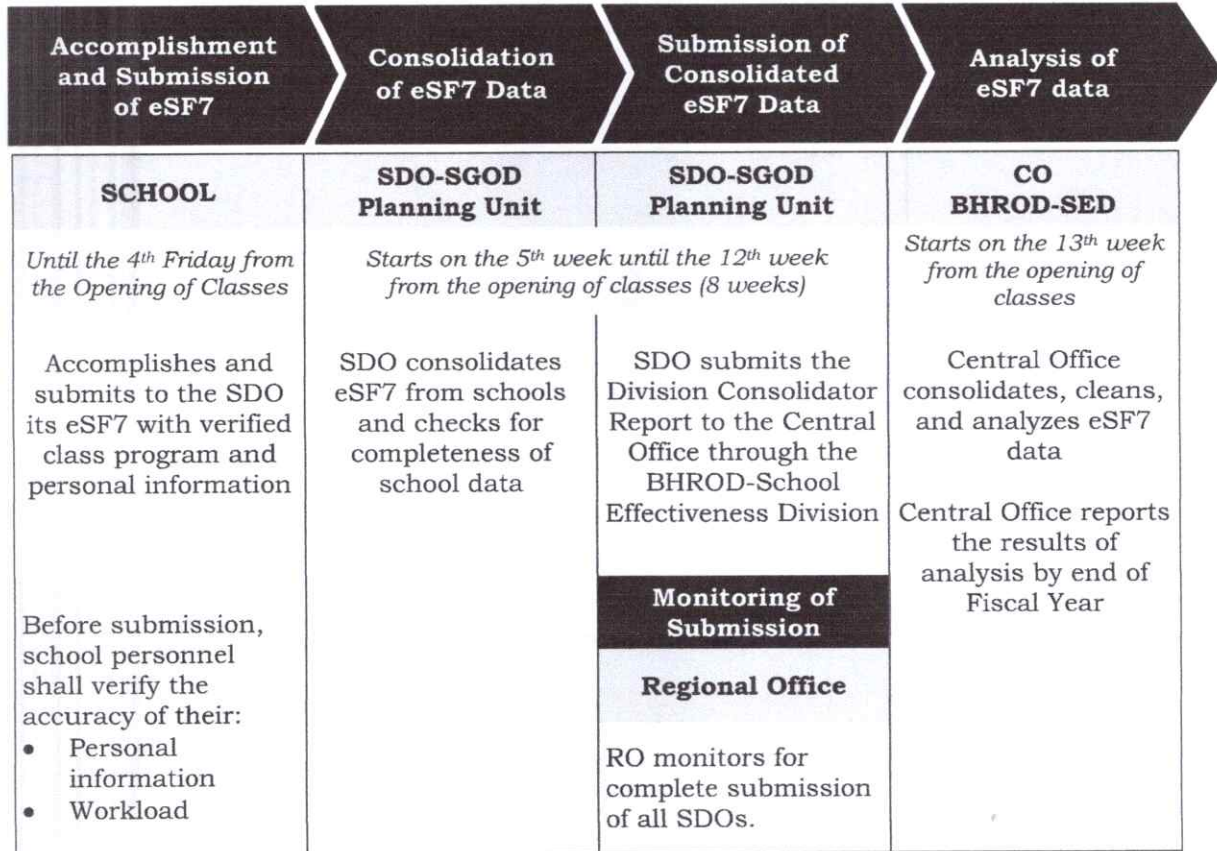 Accomplishment
and Submission
of eSF7
Consolidation
of eSF7 Data
Submission of
Consolidated
eSF7 Data
Analysis of
eSF7 data
SCHOOL
SDO-SGOD
Planning Unit
SDO-SGOD
Planning Unit
CO
BHROD-SED
Until the 4th Friday from
the Opening of Classes
Starts on the 5th week until the 12th week
from the opening of classes (8 weeks)
Starts on the 13th week
from the opening of
classes
Accomplishes and
submits to the SDO
its eSF7 with verified
class program and
personal information
Before submission,
school personnel
shall verify the
accuracy of their:
• Personal
information
• Workload
SDO consolidates
eSF7 from schools
and checks for
completeness of
school data
SDO submits the
Division Consolidator
Report to the Central
Office through the
BHROD-School
Effectiveness Division
Monitoring of
Submission
Regional Office
RO monitors for
complete submission
of all SDOs.
Central Office
consolidates, cleans,
and analyzes eSF7
data
Central Office reports
the results of
analysis by end of
Fiscal Year